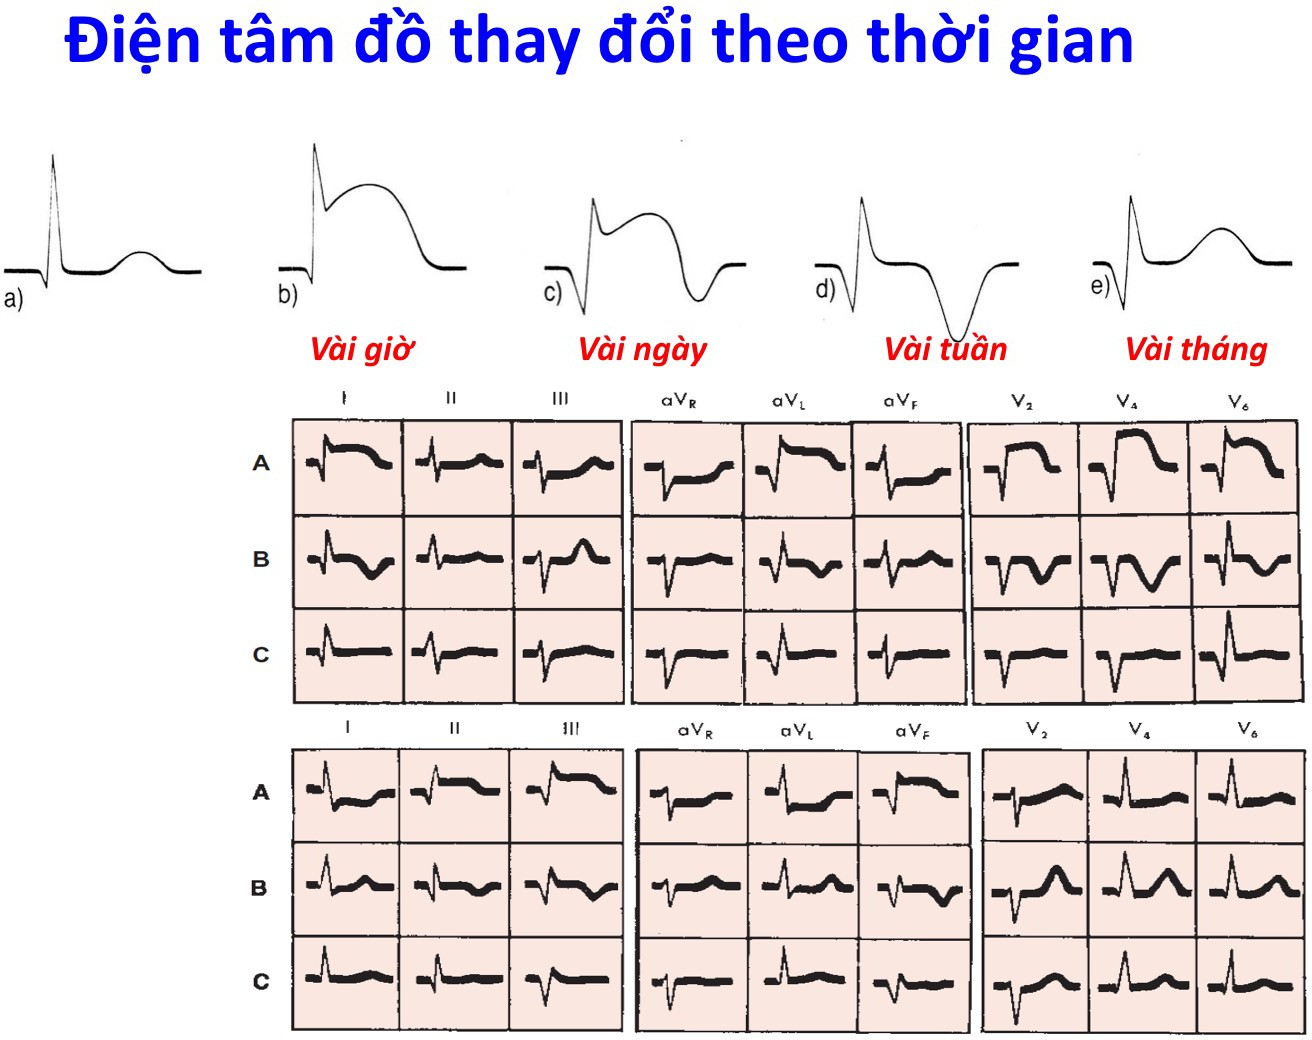 Điện tâm đồ thay đổi theo thời gian
a) b) c) d) e)
Vài giờ Vài ngày Vài tuần Vài tháng
I II III aVR aVL aVF V2 V4 V6
A
B
C
I II III aVR aVL aVF V2 V4 V6
A
B
C